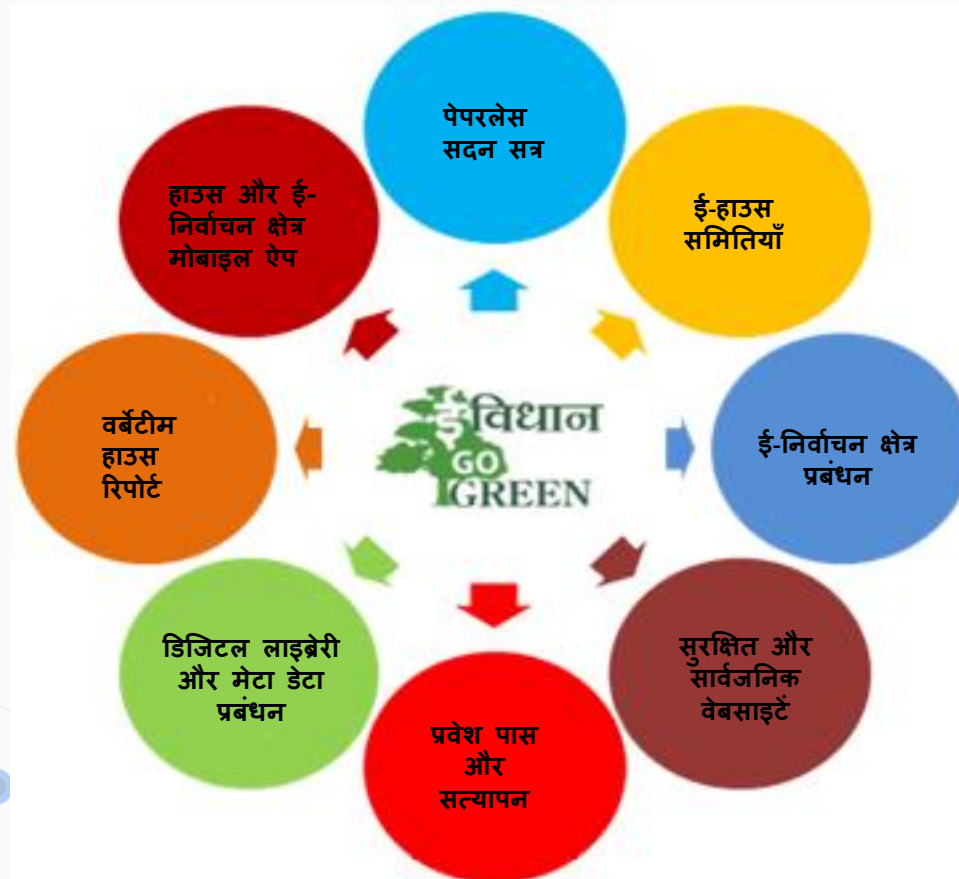 पेपरलेस
सदन सत्र
ई-हाउस
समितियाँ
ई-निर्वाचन क्षेत्र
प्रबंधन
सुरक्षित और
सार्वजनिक
वेबसाइटें
प्रवेश पास
और
सत्यापन
डिजिटल लाइब्रेरी
और मेटा डेटा
प्रबंधन
वर्बेटीम
हाउस
रिपोर्ट
हाउस और ई-
निर्वाचन क्षेत्र
मोबाइल ऐप
ई विधान
GO
GREEN